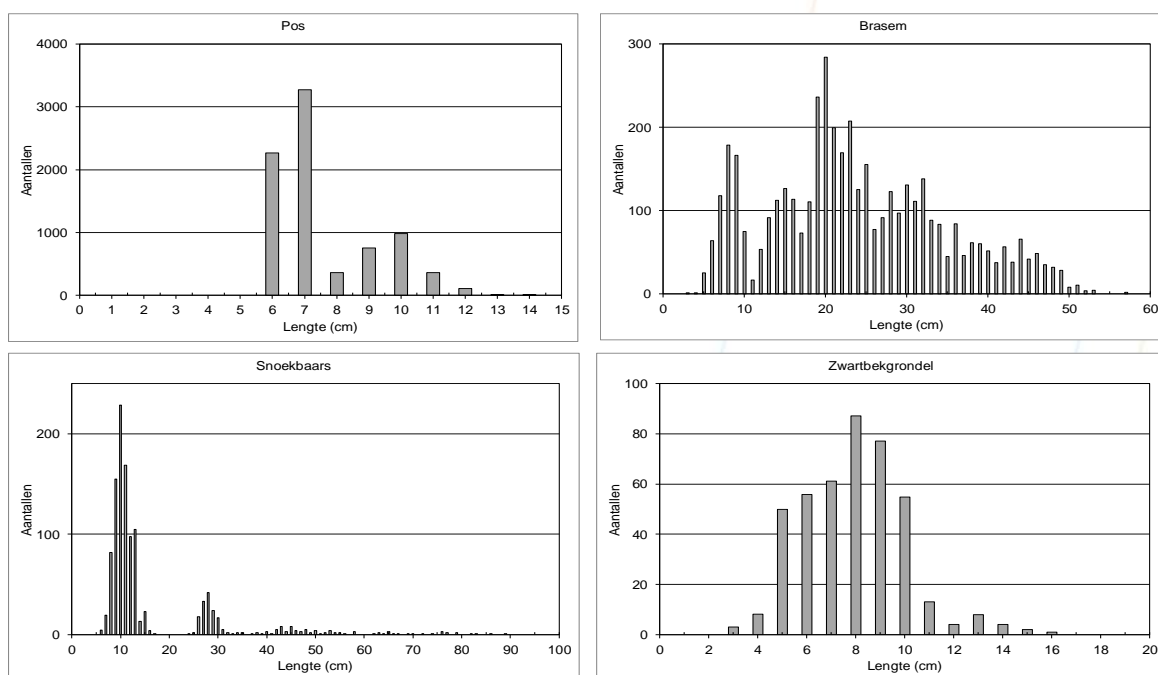 Pos
4000
3000
2000
1000
0
Aantallen
0 1 2 3 4 5 6 7 8 9 10 11 12 13 14 15
Lengte (cm)
Brasem
300
200
100
0
Aantallen
0 10 20 30 40 50 60
Lengte (cm)
Snoekbaars
200
100
0
Aantallen
0 10 20 30 40 50 60 70 80 90 100
Lengte (cm)
Zwartbekgrondel
100
80
60
40
20
0
Aantallen
0 2 4 6 8 10 12 14 16 18 20
Lengte (cm)